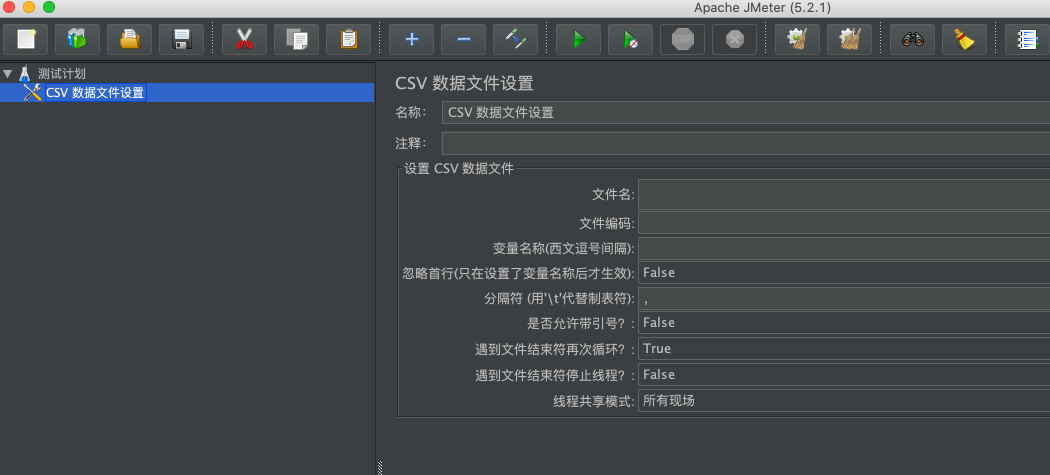 Apache JMeter (5.2.1)
STOP
测试计划
CSV 数据文件设置
CSV 数据文件设置
名称: CSV 数据文件设置
注释:
设置 CSV 数据文件
文件名:
文件编码:
变量名称(西文逗号间隔):
忽略首行(只在设置了变量名称后才生效): False
分隔符 (用'\t'代替制表符): ,
是否允许带引号? : False
遇到文件结束符再次循环? : True
遇到文件结束符停止线程? : False
线程共享模式: 所有现场